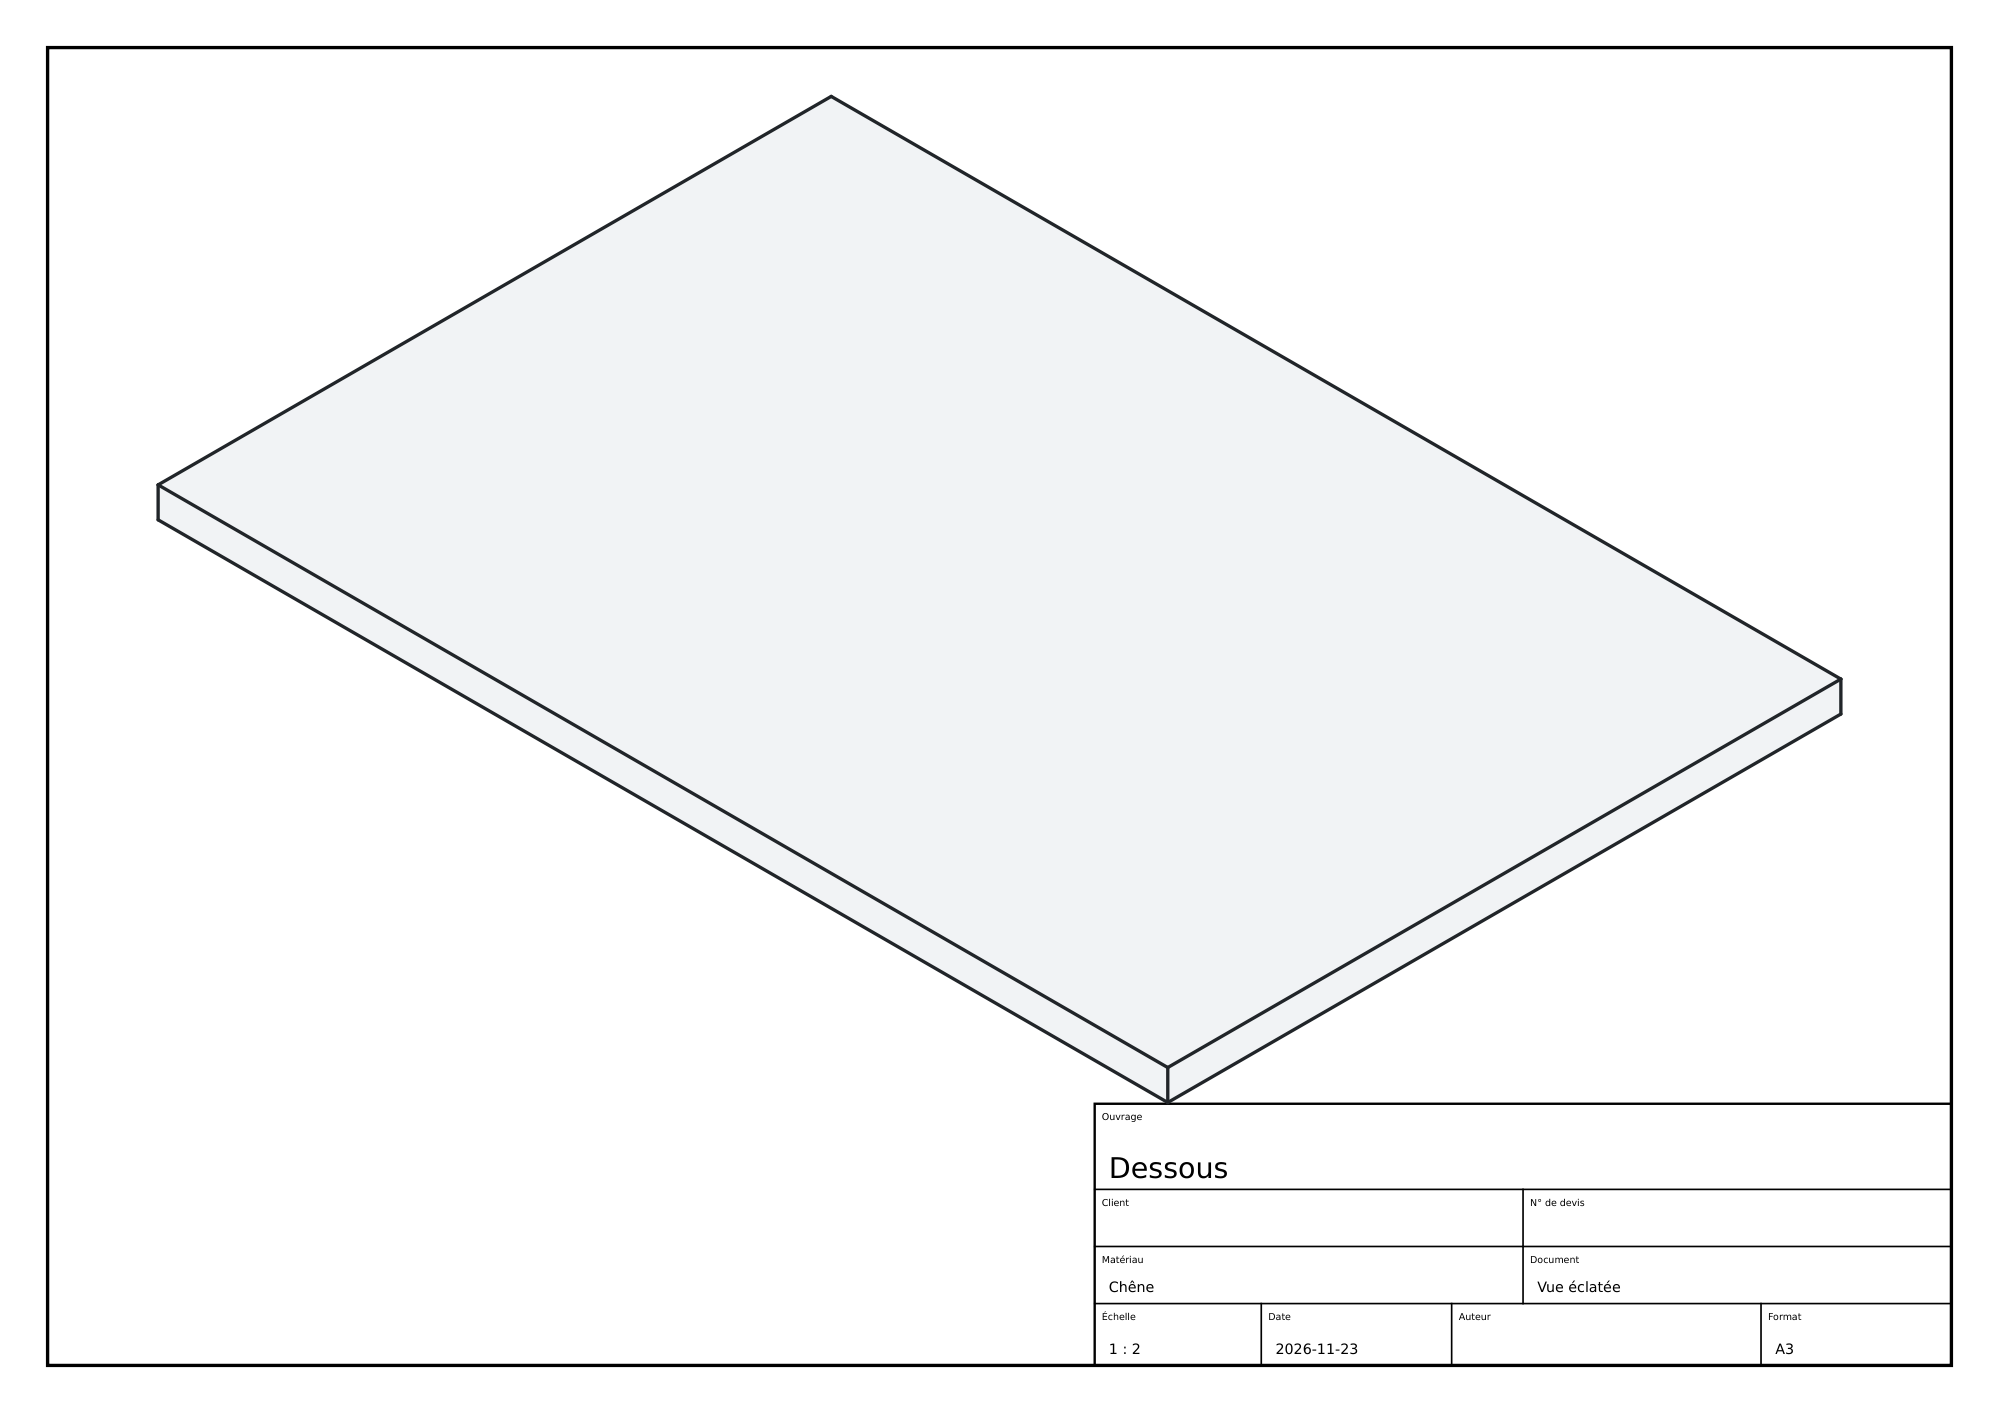 Ouvrage
Dessous
Client
N° de devis
Matériau
Document
Chêne
Vue éclatée
Échelle
Date
Auteur
Format
1 : 2
2026-11-23
A3